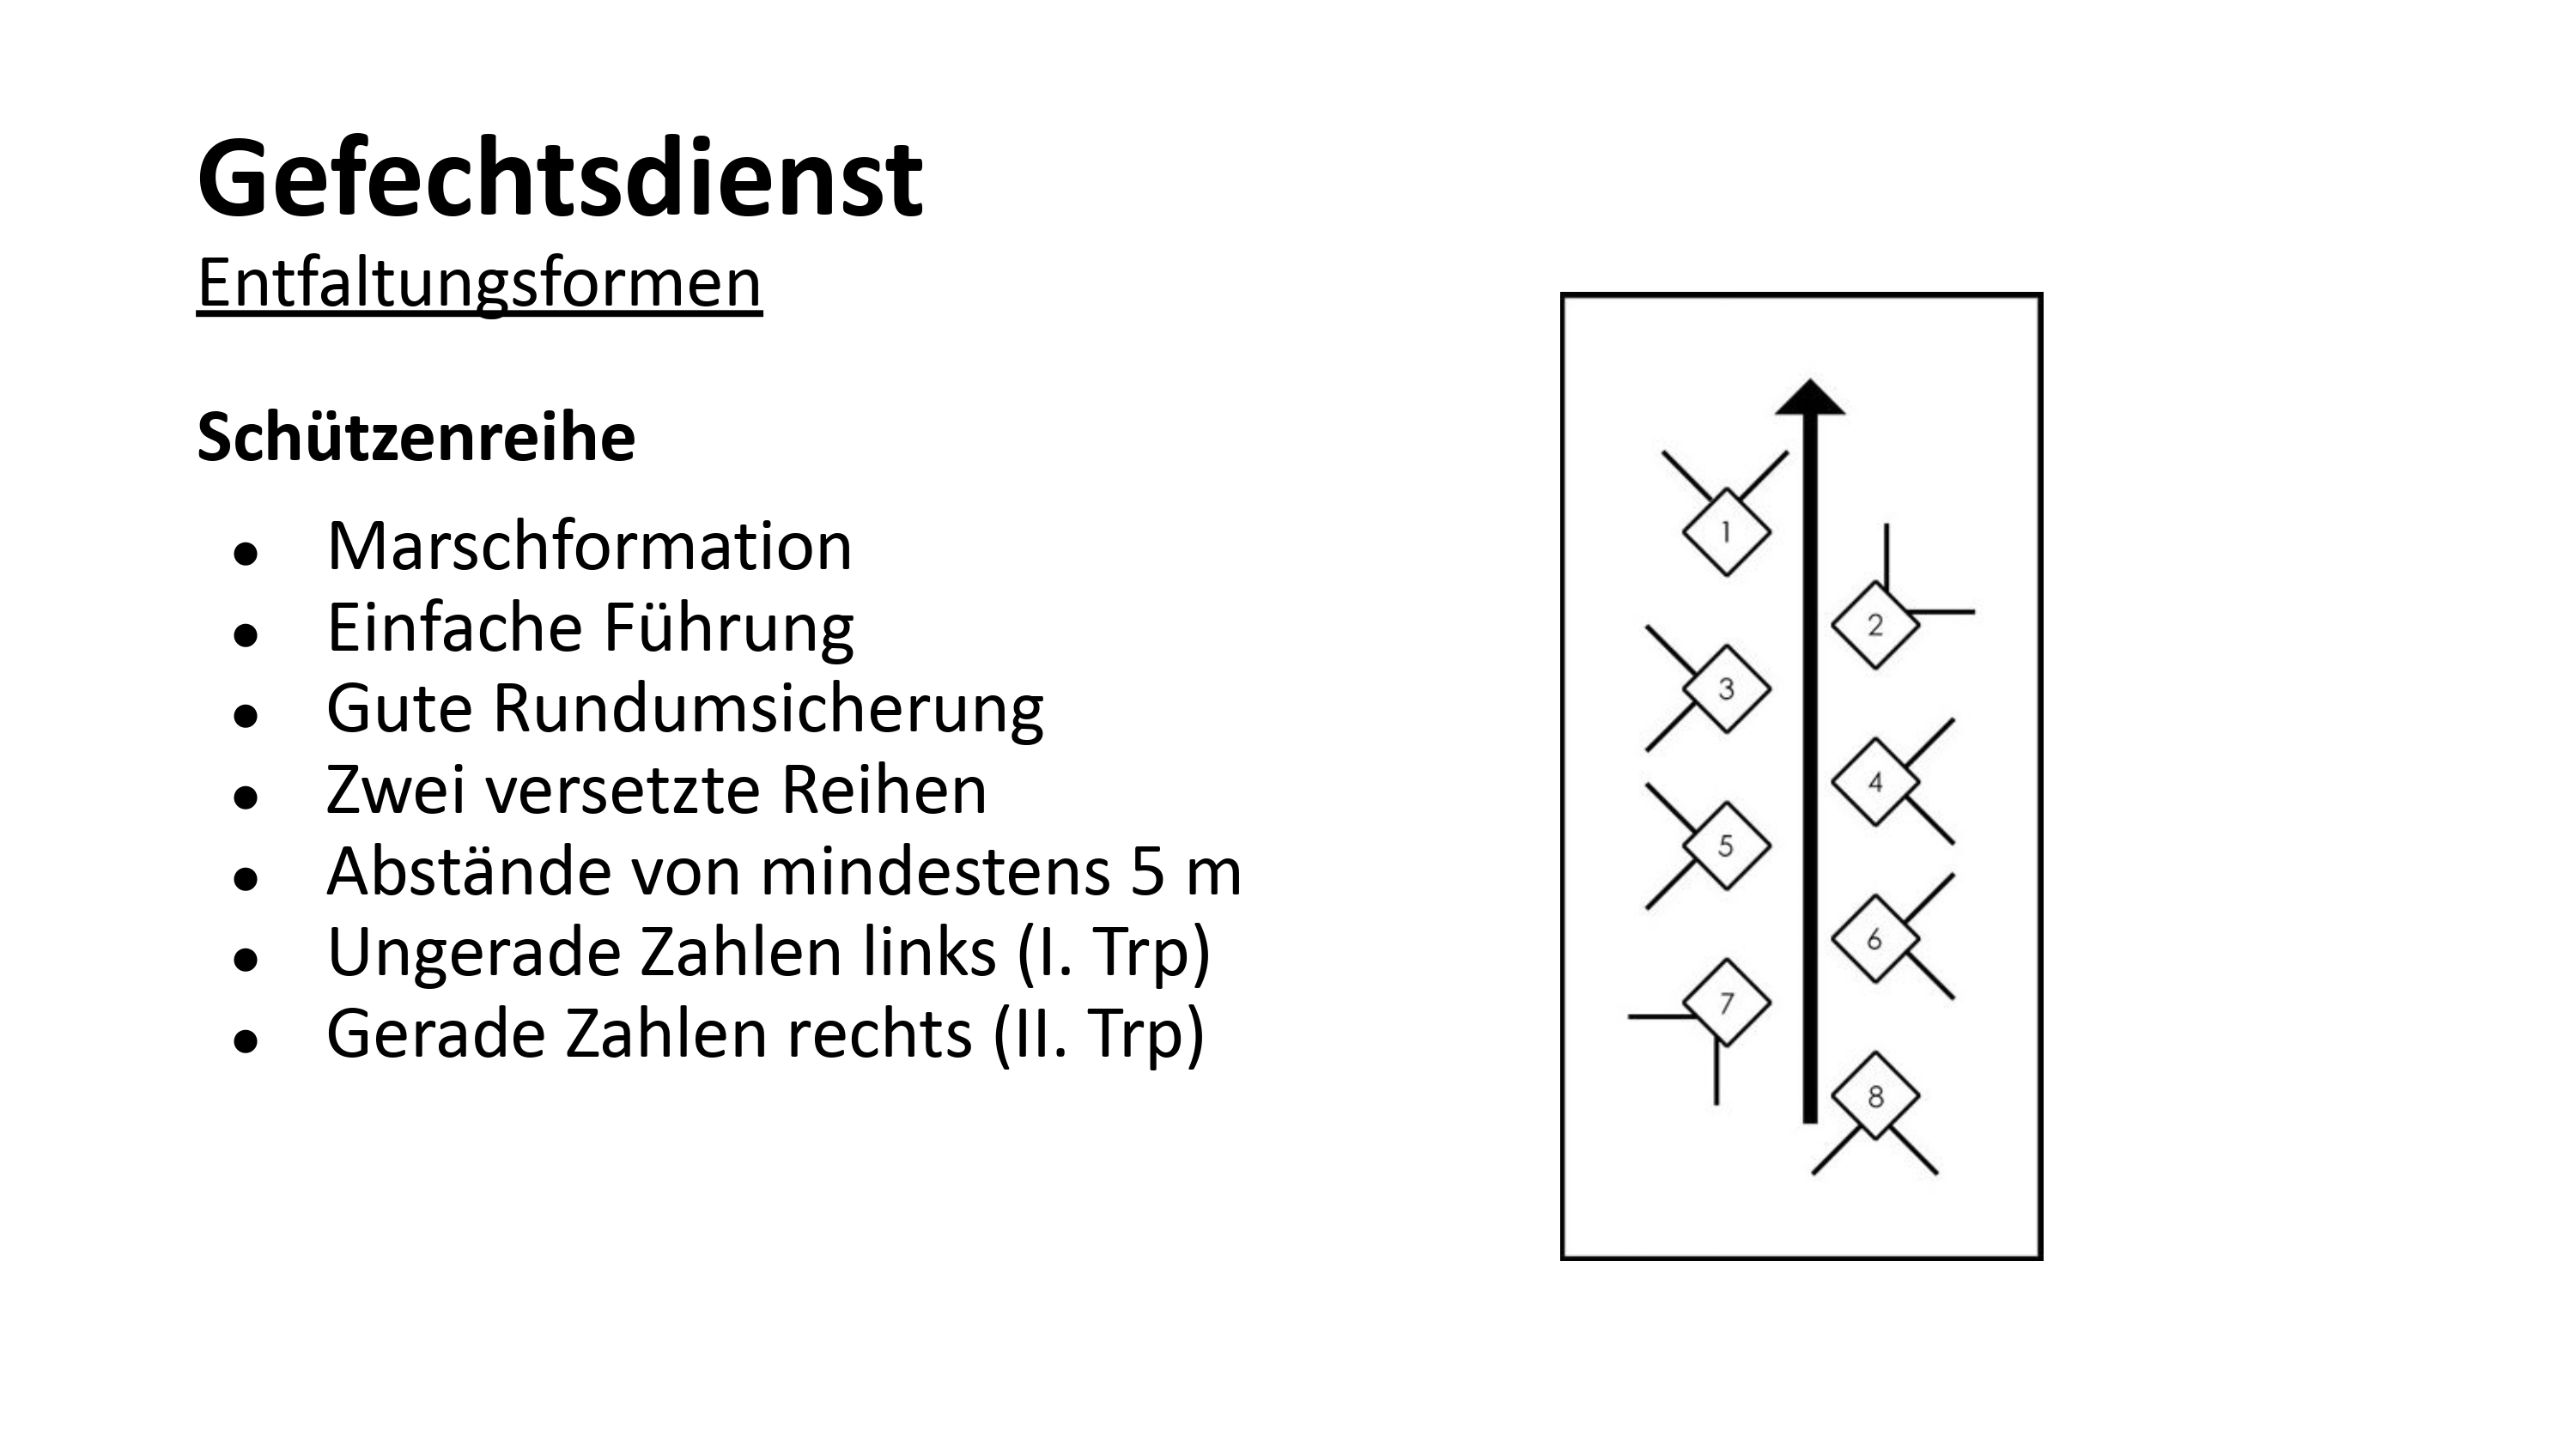 Gefechtsdienst
Entfaltungsformen
Schützenreihe
● Marschformation
● Einfache Führung
● Gute Rundumsicherung
● Zwei versetzte Reihen
● Abstände von mindestens 5 m
● Ungerade Zahlen links (I. Trp)
● Gerade Zahlen rechts (II. Trp)
1
2
3
4
5
6
7
8